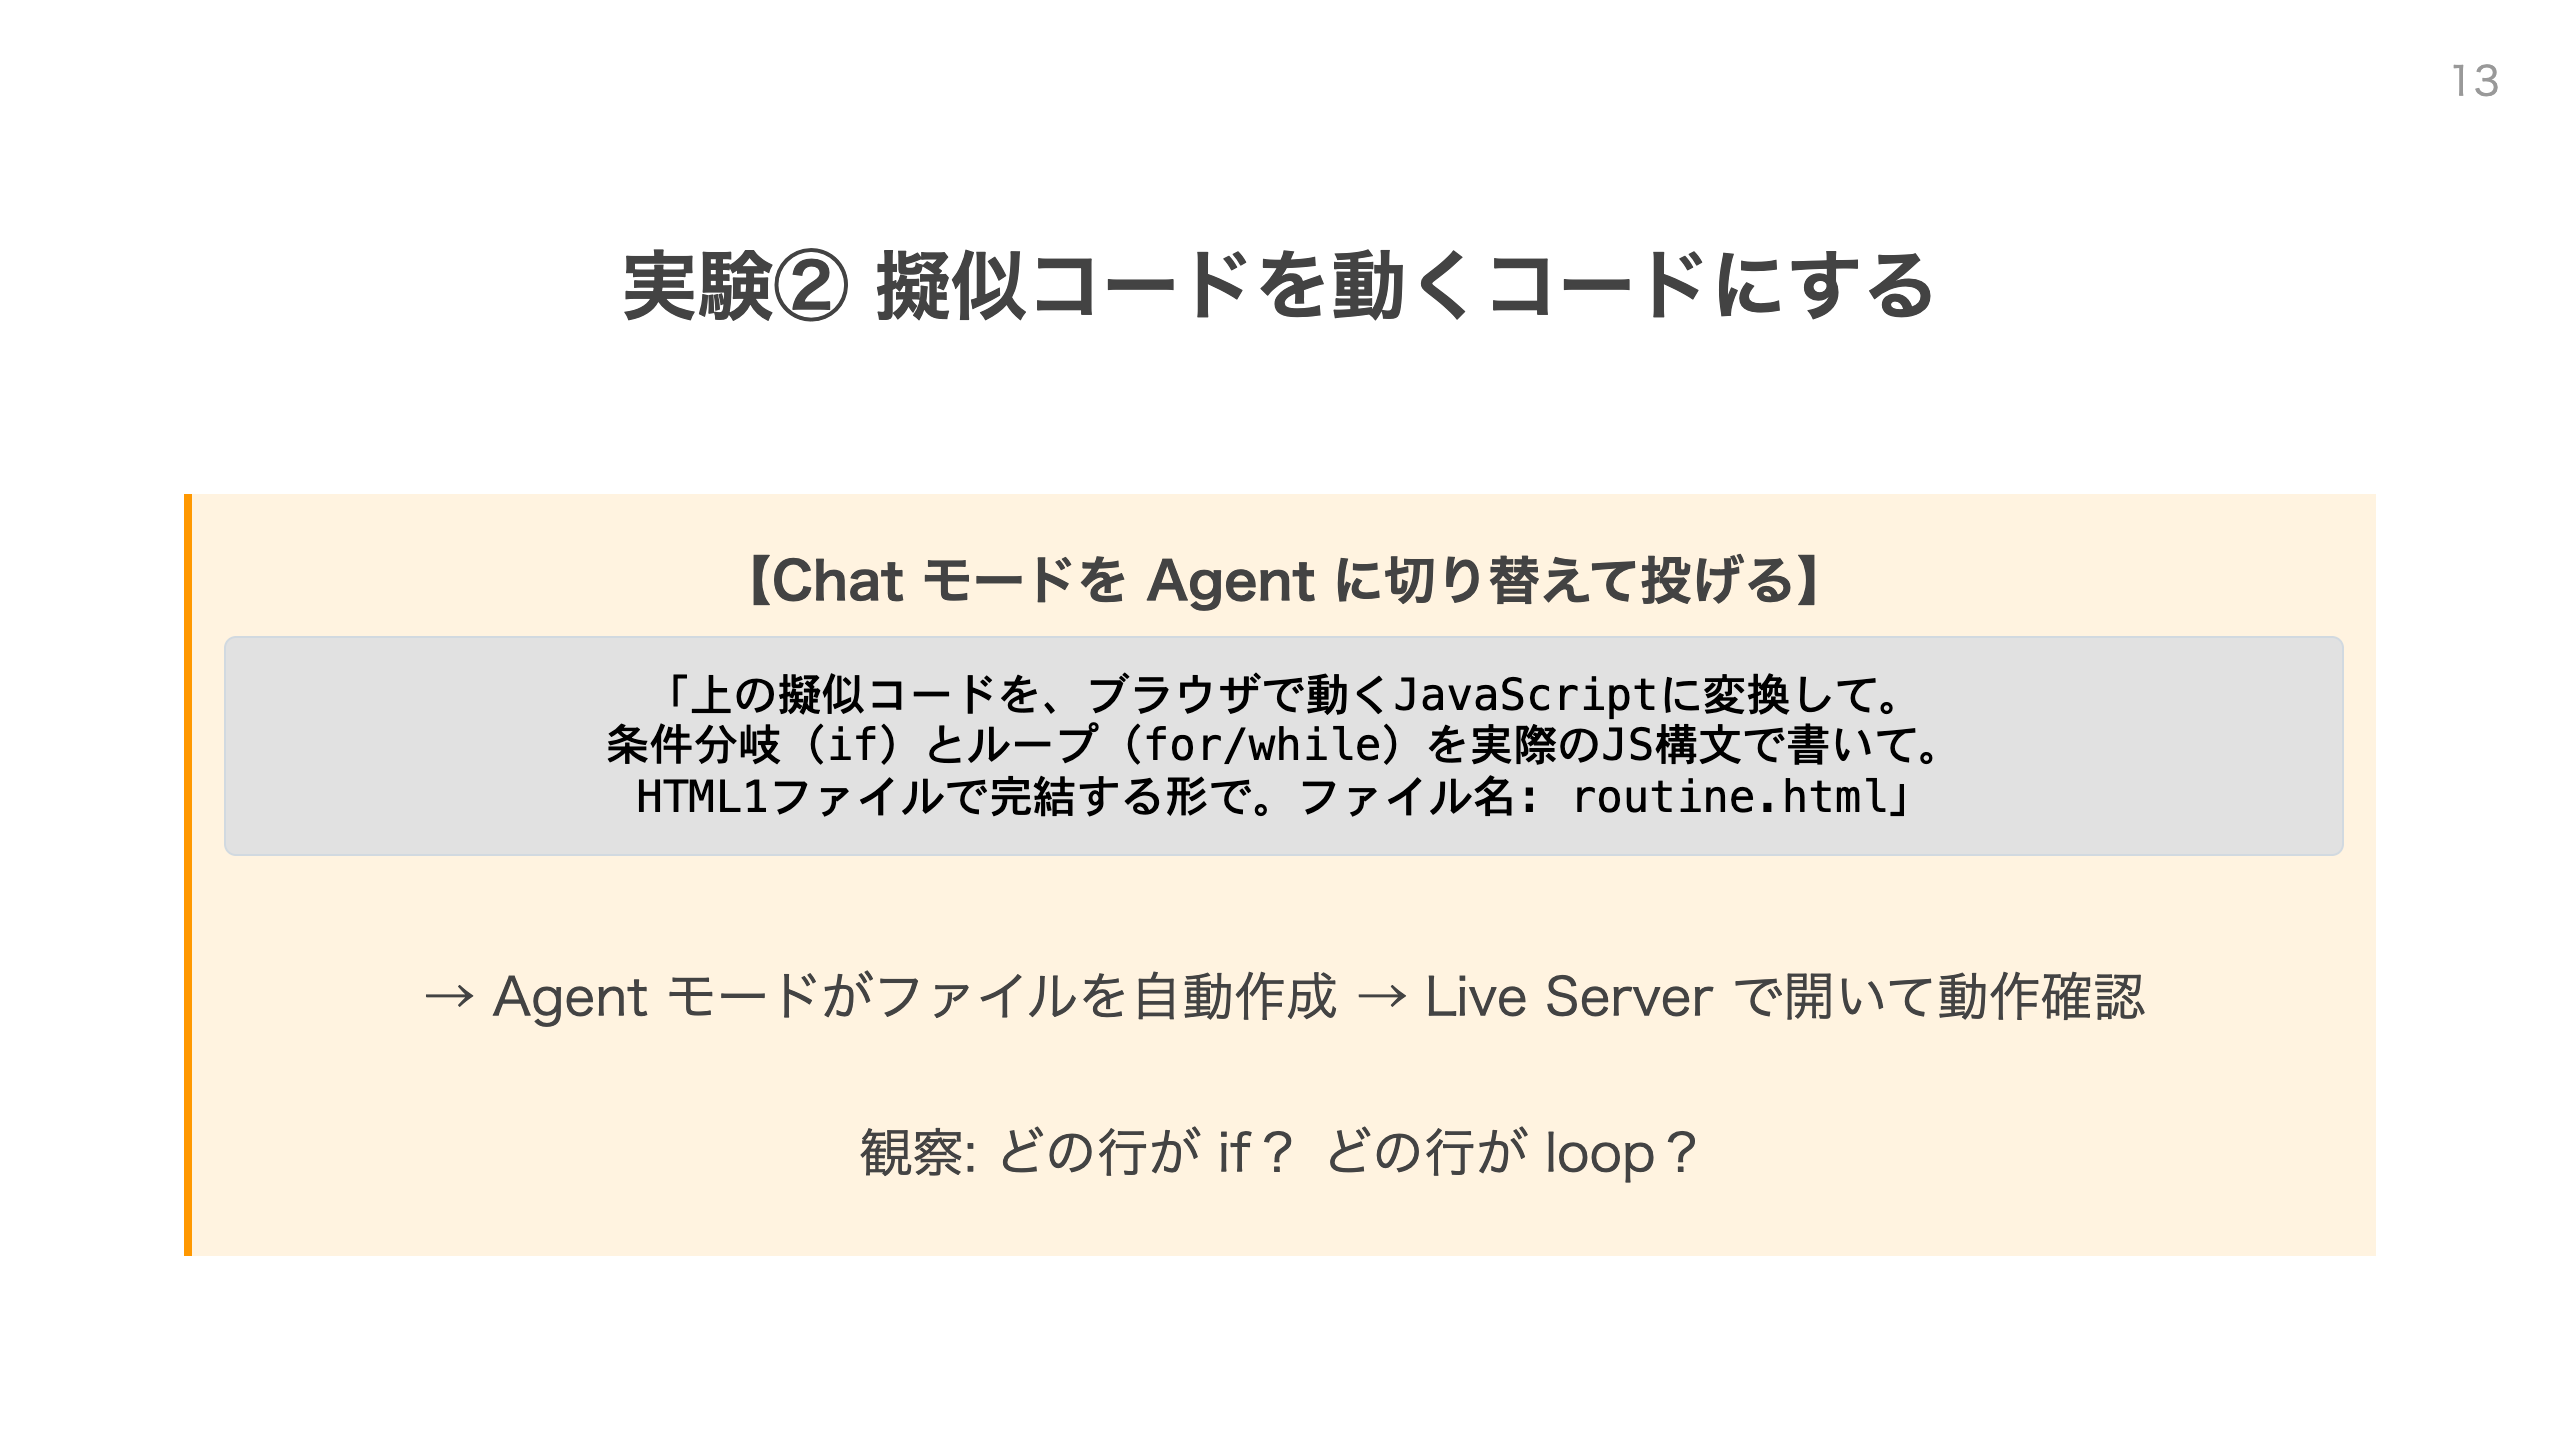 13
実験② 擬似コードを動くコードにする
【Chat モードを Agent に切り替えて投げる】
「上の擬似コードを、ブラウザで動くJavaScriptに変換して。
条件分岐（if）とループ（for/while）を実際のJS構文で書いて。
HTML1ファイルで完結する形で。ファイル名: routine.html」
→ Agent モードがファイルを自動作成 → Live Server で開いて動作確認
観察: どの行が if？ どの行が loop？